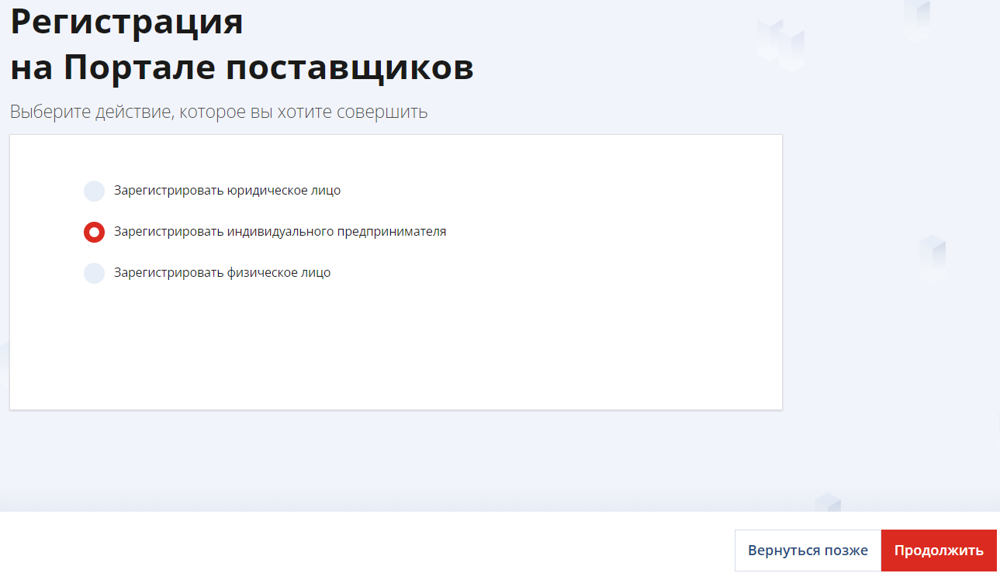 Регистрация
на Портале поставщиков
Выберите действие, которое вы хотите совершить
Зарегистрировать юридическое лицо
Зарегистрировать индивидуального предпринимателя
Зарегистрировать физическое лицо
Вернуться позже
Продолжить